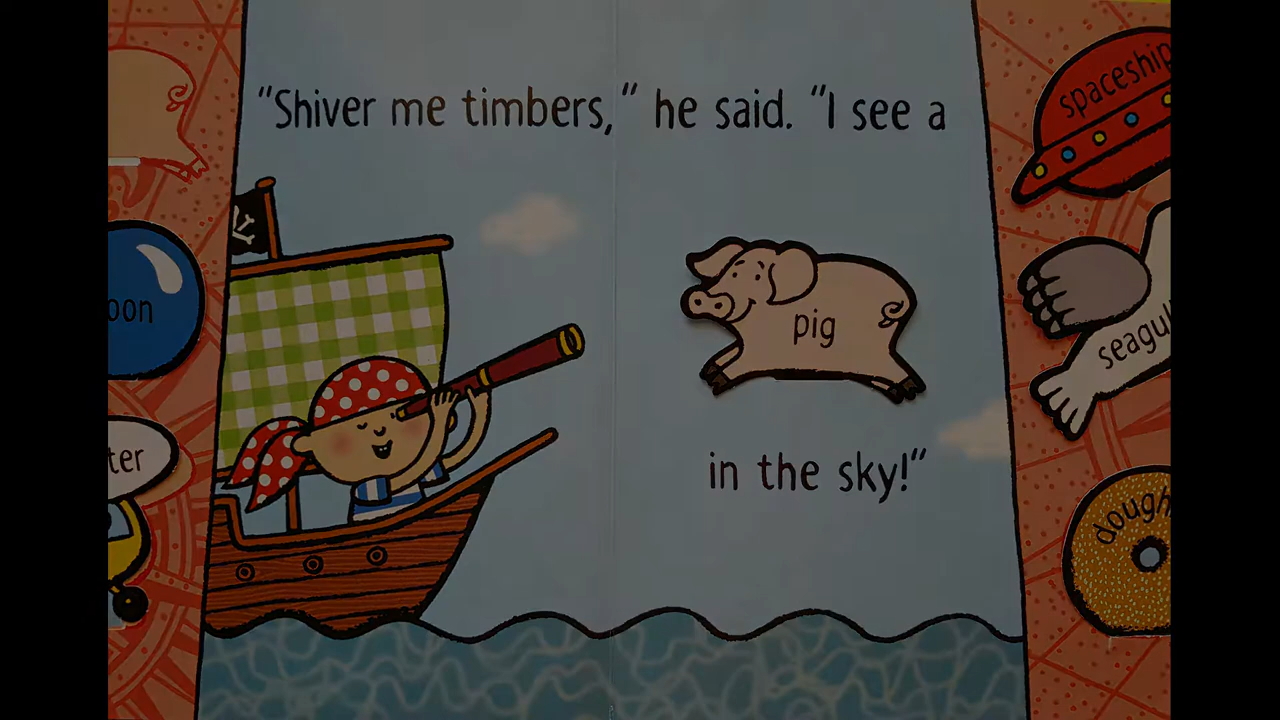 "Shiver me timbers," he said. "I see a
pig
in the sky!"
spaceship
seagul
dough
oon
ter